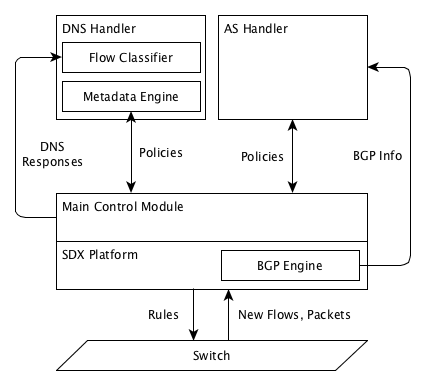 DNS Handler
Flow Classifier
Metadata Engine
AS Handler
DNS
Responses
Policies
Policies
BGP Info
Main Control Module
SDX Platform
BGP Engine
Rules
New Flows, Packets
Switch